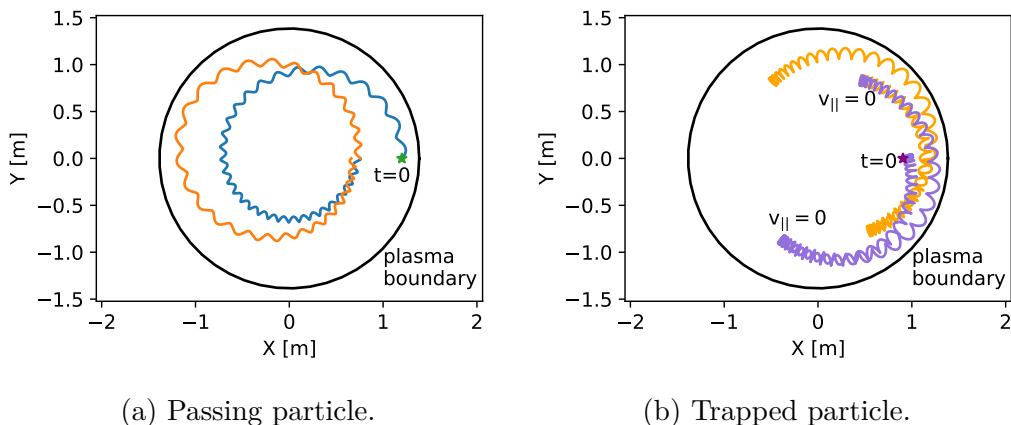 1.5
1.0
0.5
0.0
−0.5
−1.0
−1.5
Y [m]
−2
−1
0
1
2
X [m]
t=0
plasma
boundary
(a) Passing particle.
1.5
1.0
0.5
0.0
−0.5
−1.0
−1.5
Y [m]
−2
−1
0
1
2
X [m]
v|| = 0
t=0
v|| = 0
plasma
boundary
(b) Trapped particle.